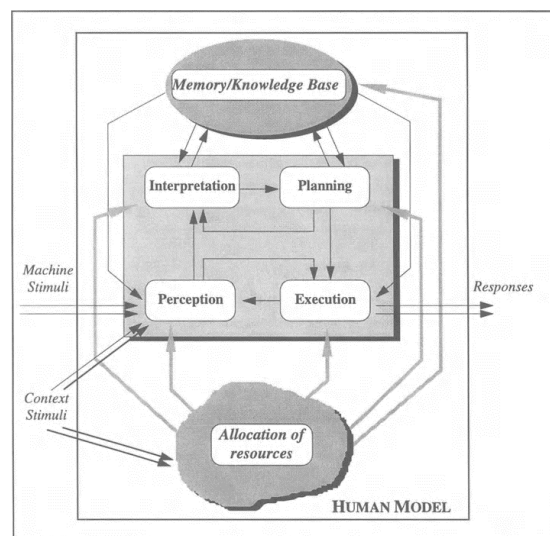 Memory/Knowledge Base
Interpretation
Planning
Machine
Stimuli
Perception
Execution
Responses
Context
Stimuli
Allocation of
resources
HUMAN MODEL